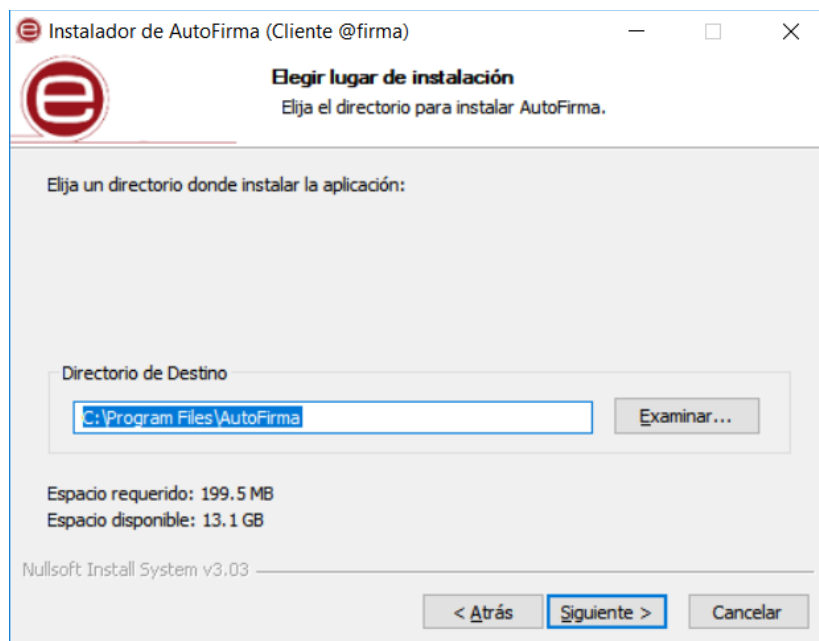 Instalador de AutoFirma (Cliente @firma)
Elegir lugar de instalación
Elija el directorio para instalar AutoFirma.
Elija un directorio donde instalar la aplicación:
Directorio de Destino
C:\Program Files\AutoFirma
Examinar...
Espacio requerido: 199.5 MB
Espacio disponible: 13.1 GB
Nullsoft Install System v3.03
< Atrás
Siguiente >
Cancelar